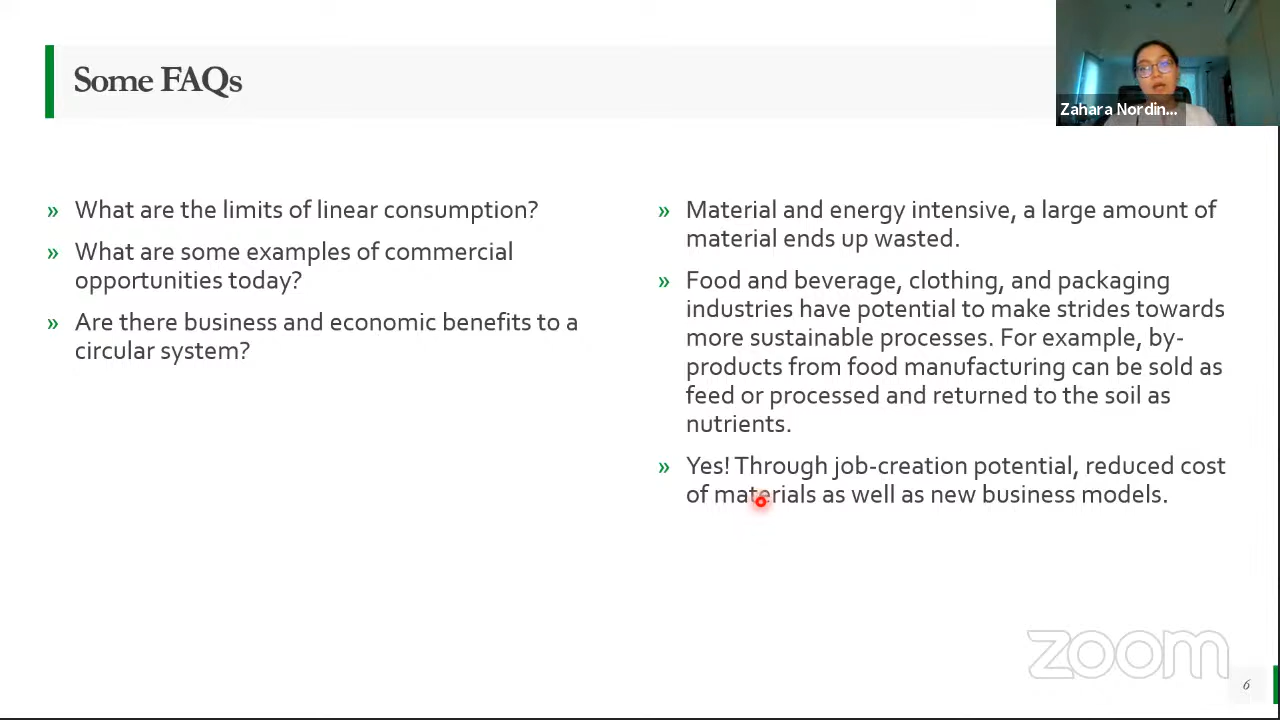 Some FAQs
Zahara Nordin...
» What are the limits of linear consumption?
» What are some examples of commercial
opportunities today?
» Are there business and economic benefits to a
circular system?
» Material and energy intensive, a large amount of
material ends up wasted.
» Food and beverage, clothing, and packaging
industries have potential to make strides towards
more sustainable processes. For example, by-
products from food manufacturing can be sold as
feed or processed and returned to the soil as
nutrients.
» Yes! Through job-creation potential, reduced cost
of materials as well as new business models.
zoom
6